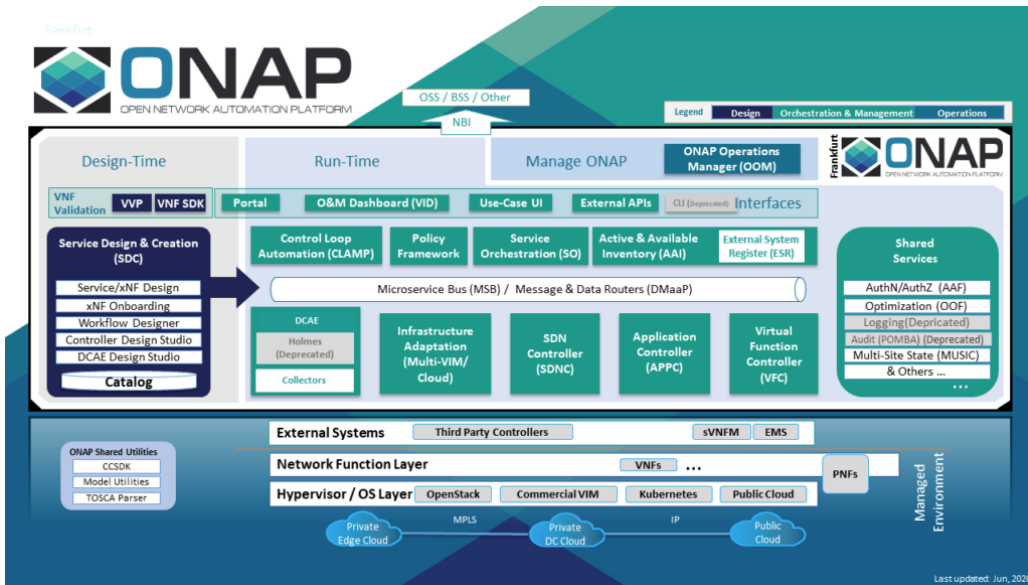 Frankfurt
ONAP
OPEN NETWORK AUTOMATION PLATFORM
OSS / BSS / Other
NBI
Legend
Design
Orchestration & Management
Operations
Design-Time
Run-Time
Manage ONAP
ONAP Operations
Manager (OOM)
Frankfurt
ONAP
OPEN NETWORK AUTOMATION PLATFORM
VNF
Validation
VVP
VNF SDK
Portal
O&M Dashboard (VID)
Use-Case UI
External APIs
CLI (Deprecated)
Interfaces
Service Design & Creation
(SDC)
Service/xNF Design
xNF Onboarding
Workflow Designer
Controller Design Studio
DCAE Design Studio
Catalog
Control Loop
Automation (CLAMP)
Policy
Framework
Service
Orchestration (SO)
Active & Available
Inventory (AAI)
External System
Register (ESR)
Microservice Bus (MSB) / Message & Data Routers (DMaaP)
DCAE
Holmes
(Deprecated)
Collectors
Infrastructure
Adaptation
(Multi-VIM/
Cloud)
SDN
Controller
(SDNC)
Application
Controller
(APPC)
Virtual
Function
Controller
(VFC)
Shared
Services
AuthN/AuthZ (AAF)
Optimization (OOF)
Logging(Depricated)
Audit (POMBA) (Deprecated)
Multi-Site State (MUSIC)
& Others ...
...
ONAP Shared Utilities
CCSDK
Model Utilities
TOSCA Parser
External Systems
Third Party Controllers
sVNFM
EMS
Network Function Layer
VNFs
...
PNFs
Hypervisor / OS Layer
OpenStack
Commercial VIM
Kubernetes
Public Cloud
Managed
Environment
Private
Edge Cloud
MPLS
Private
DC Cloud
IP
Public
Cloud
Last updated: Jun, 2020